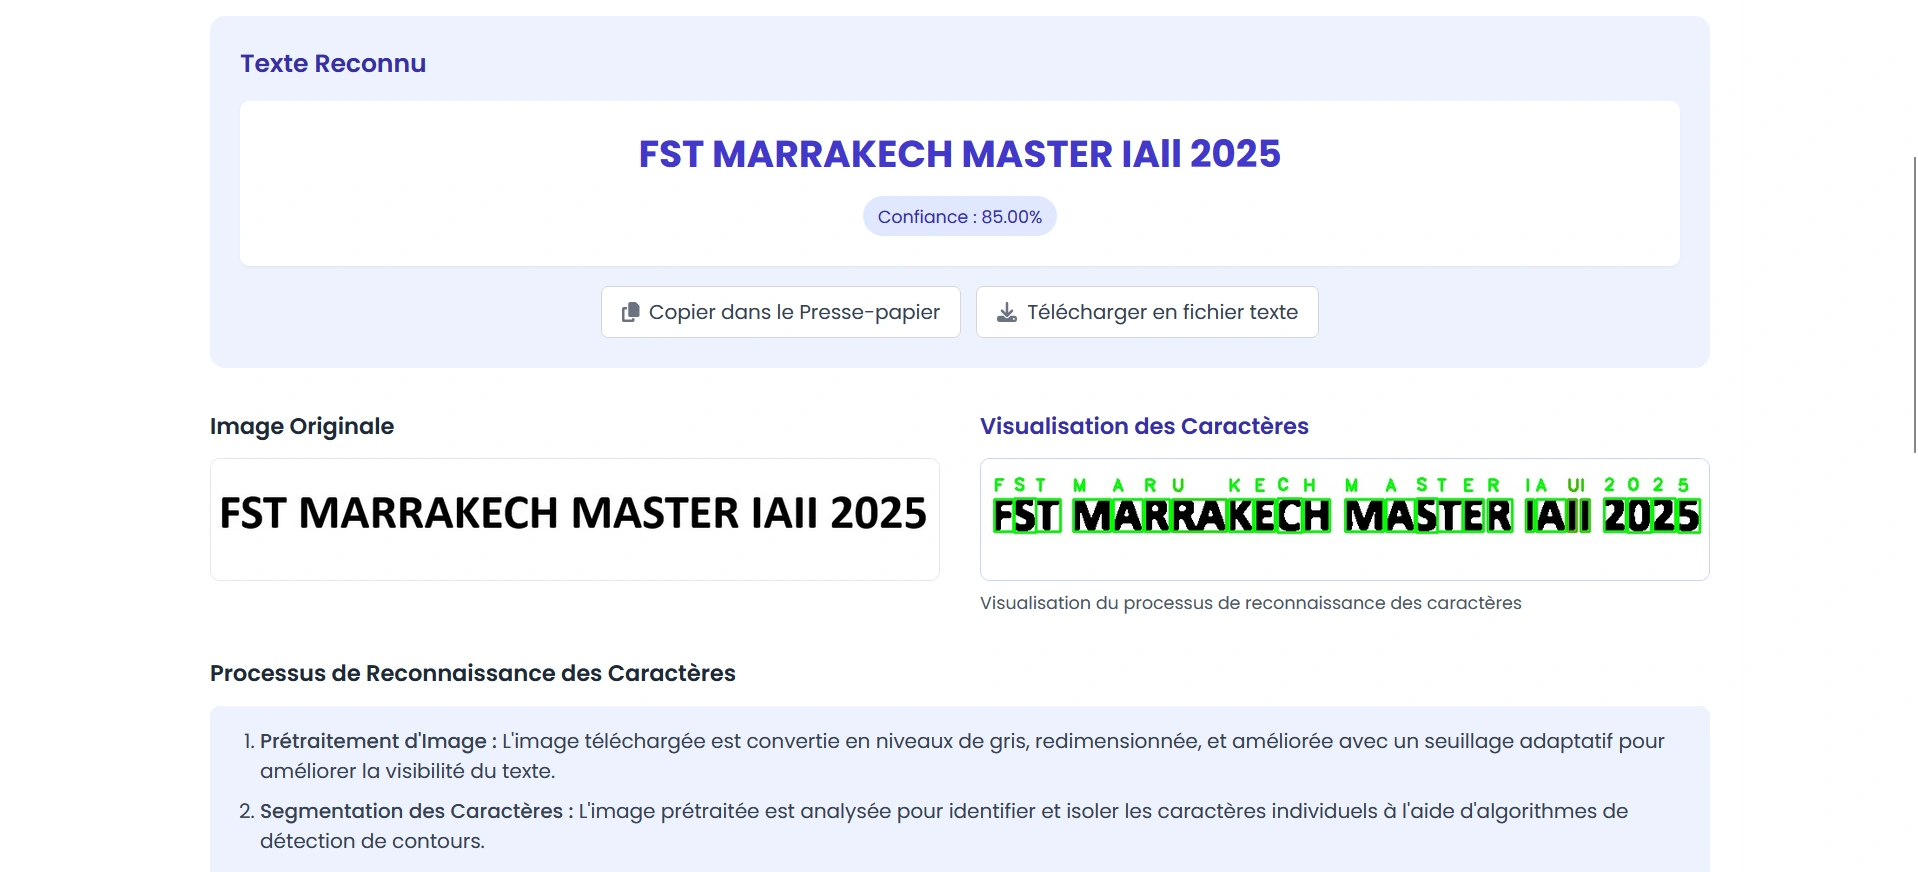 Texte Reconnu
FST MARRAKECH MASTER IAll 2025
Confiance : 85.00%
Copier dans le Presse-papier
Télécharger en fichier texte
Image Originale
Visualisation des Caractères
FST MARRAKECH MASTER IAII 2025
F S T M A R U K E C H M A S T E R I A U I 2 0 2 5
FST MARRAKECH MASTER IAII 2025
Visualisation du processus de reconnaissance des caractères
Processus de Reconnaissance des Caractères
1. Prétraitement d'Image : L'image téléchargée est convertie en niveaux de gris, redimensionnée, et améliorée avec un seuillage adaptatif pour
améliorer la visibilité du texte.
2. Segmentation des Caractères : L'image prétraitée est analysée pour identifier et isoler les caractères individuels à l'aide d'algorithmes de
détection de contours.